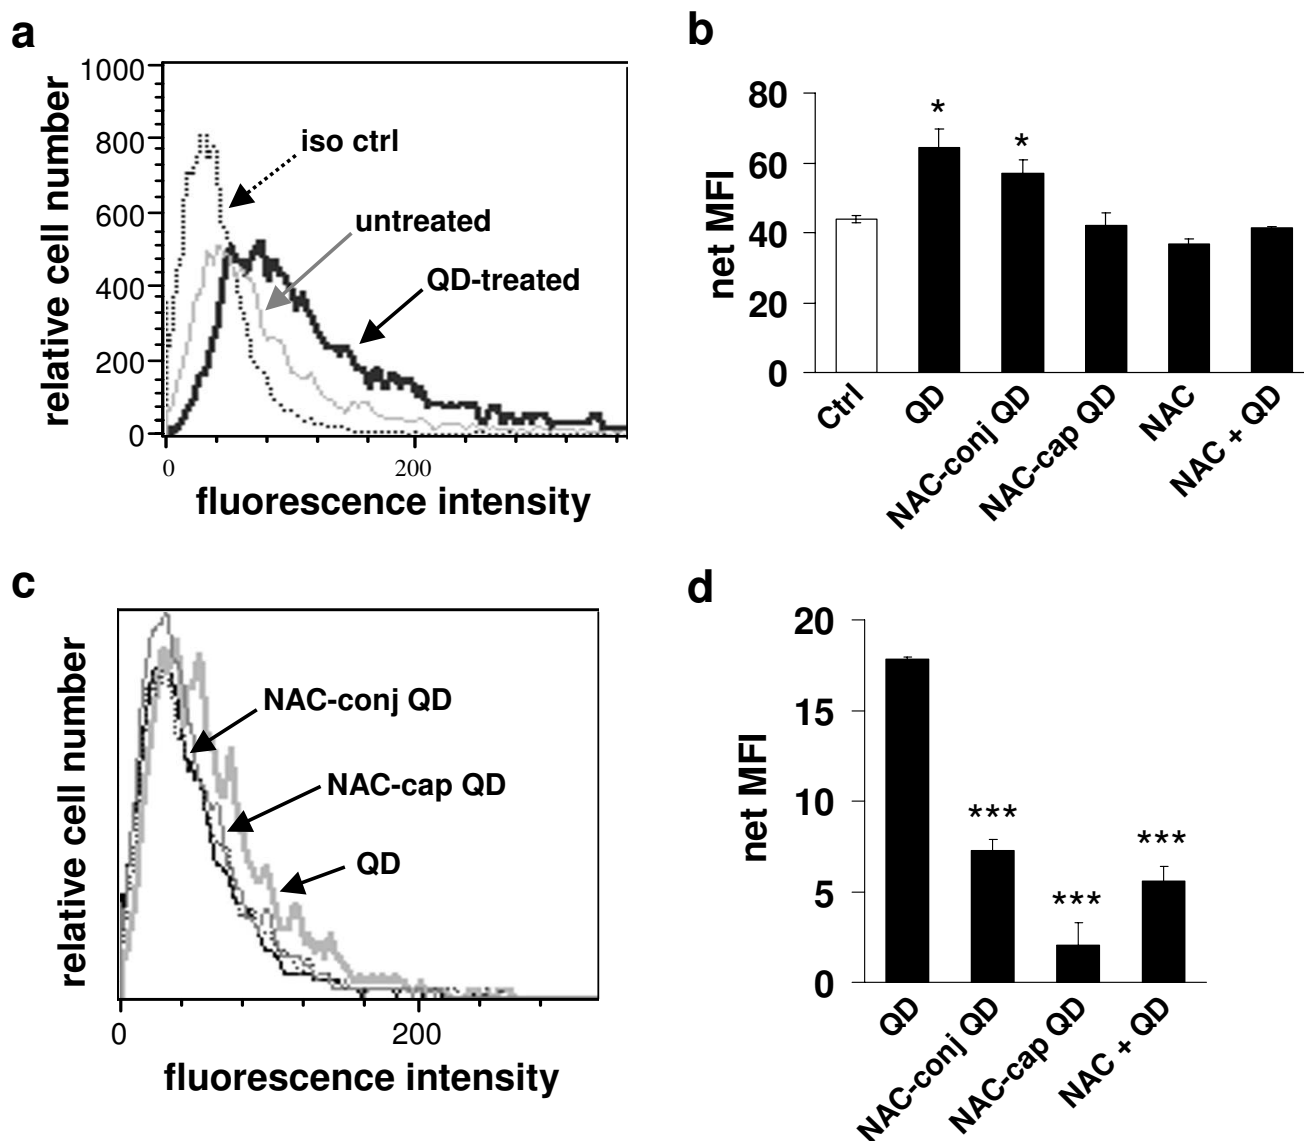 a
1000
800
600
400
200
0
relative cell number
iso ctrl
untreated
QD-treated
0
200
fluorescence intensity
b
80
60
40
20
0
net MFI
*
*
Ctrl
QD
NAC-conj QD
NAC-cap QD
NAC
NAC + QD
c
relative cell number
NAC-conj QD
NAC-cap QD
QD
0
200
fluorescence intensity
d
20
15
10
5
0
net MFI
***
***
***
QD
NAC-conj QD
NAC-cap QD
NAC + QD